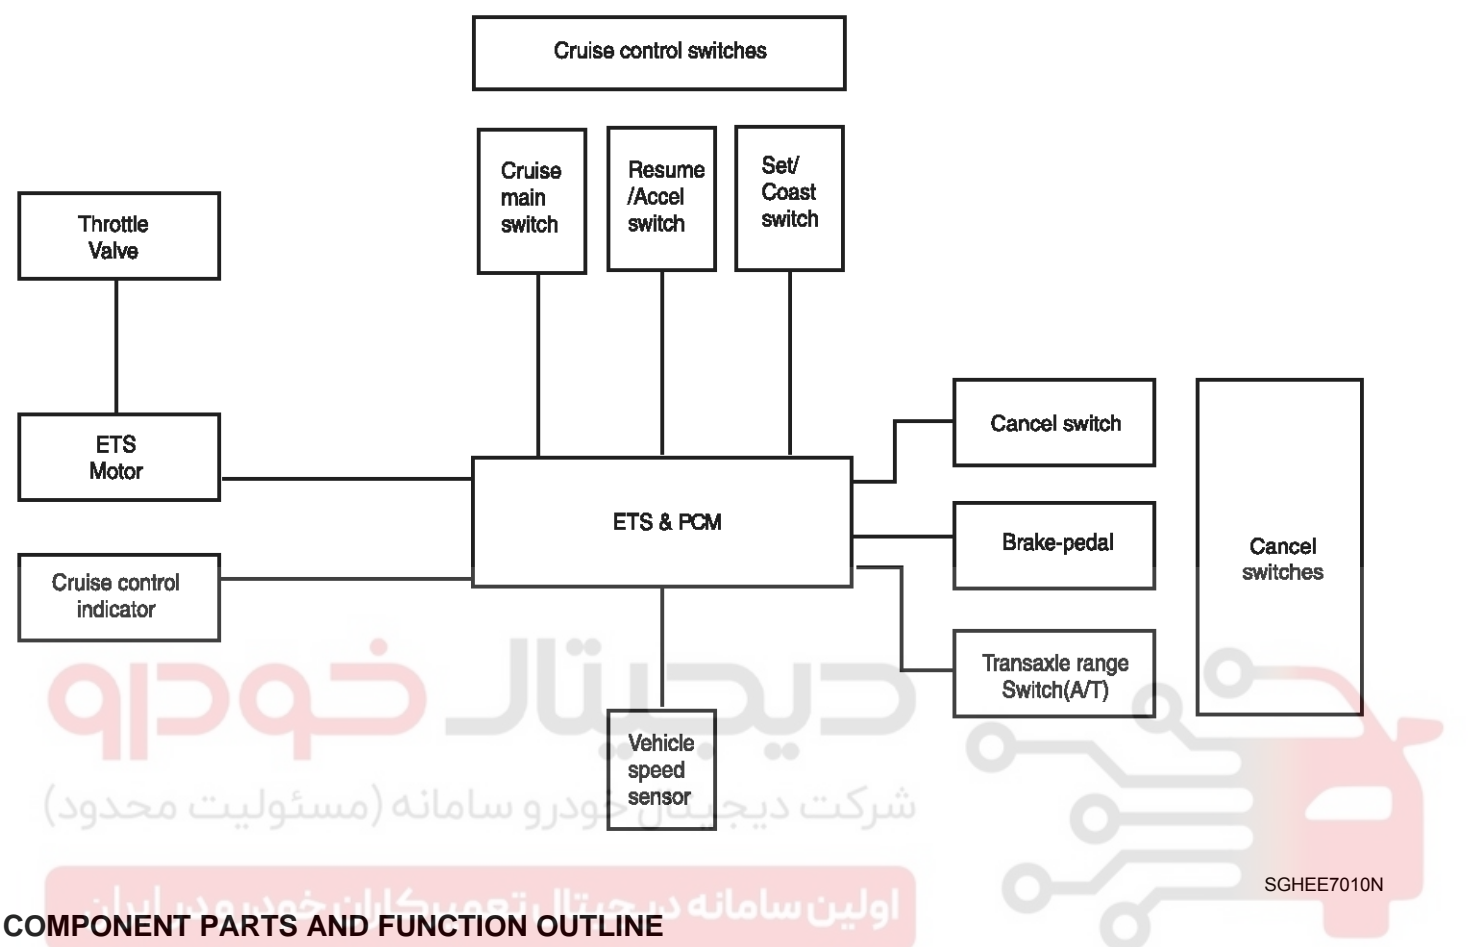 Cruise control switches
Cruise
main
switch
Resume
/Accel
switch
Set/
Coast
switch
Throttle
Valve
ETS
Motor
Cruise control
indicator
ETS & PCM
Cancel switch
Brake-pedal
Transaxle range
Switch(A/T)
Cancel
switches
Vehicle
speed
sensor
دیجیتال خودرو
شرکت دیجیتال خودرو سامانه (مسئولیت محدود)
اولین سامانه دیجیتال تعمیرکاران خودرو در ایران
SGHEE7010N
COMPONENT PARTS AND FUNCTION OUTLINE